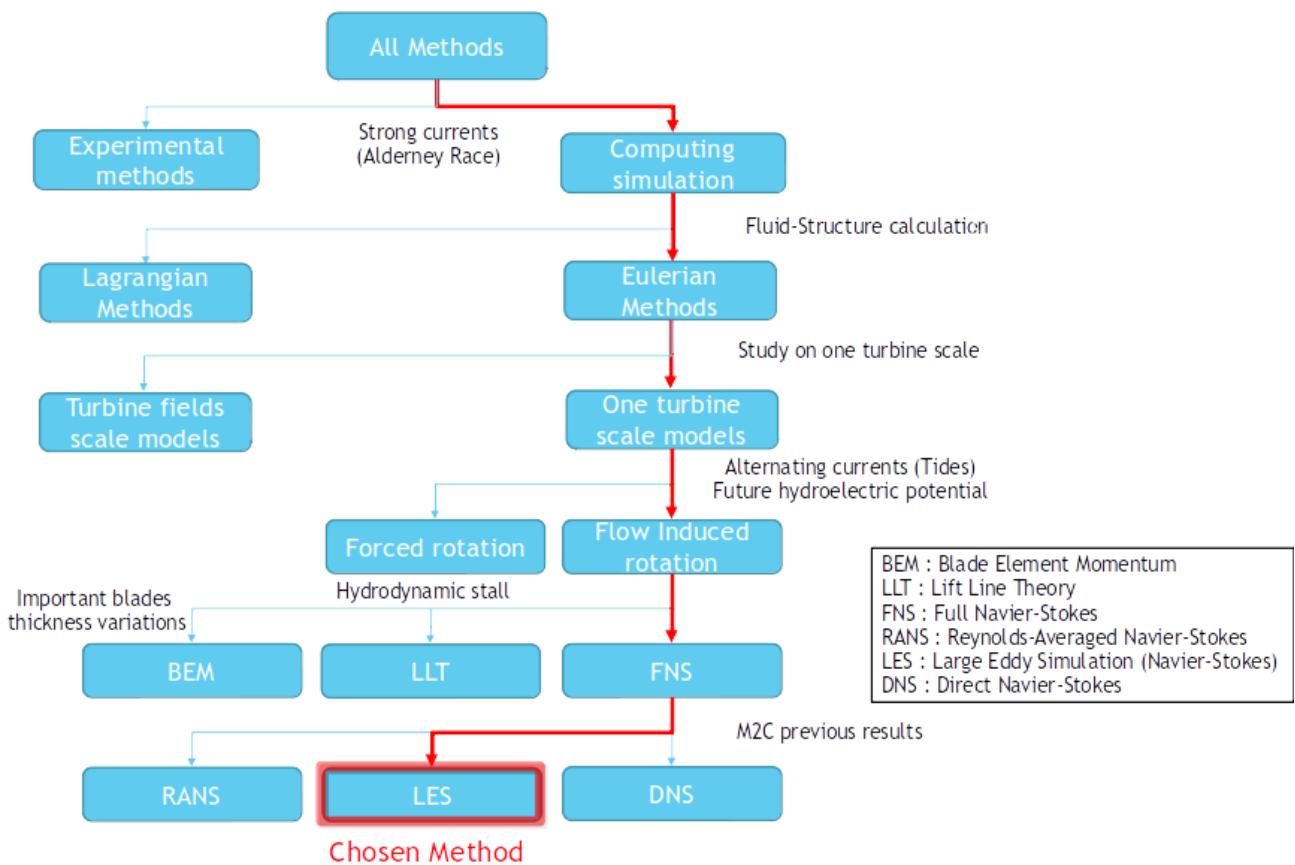 All Methods
Strong currents
(Alderney Race)
Experimental
methods
Computing
simulation
Fluid-Structure calculation
Lagrangian
Methods
Eulerian
Methods
Study on one turbine scale
Turbine fields
scale models
One turbine
scale models
Alternating currents (Tides)
Future hydroelectric potential
Forced rotation
Flow Induced
rotation
Hydrodynamic stall
Important blades
thickness variations
BEM
LLT
FNS
M2C previous results
RANS
LES
DNS
Chosen Method
BEM : Blade Element Momentum
LLT : Lift Line Theory
FNS : Full Navier-Stokes
RANS : Reynolds-Averaged Navier-Stokes
LES : Large Eddy Simulation (Navier-Stokes)
DNS : Direct Navier-Stokes